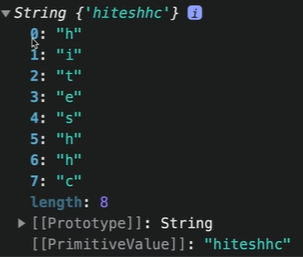 ▼String {'hiteshhc'} i
0: "h"
1: "i"
2: "t"
3: "e"
4: "s"
5: "h"
6: "h"
7: "c"
length: 8
▶[[Prototype]]: String
[[PrimitiveValue]]: "hiteshhc"